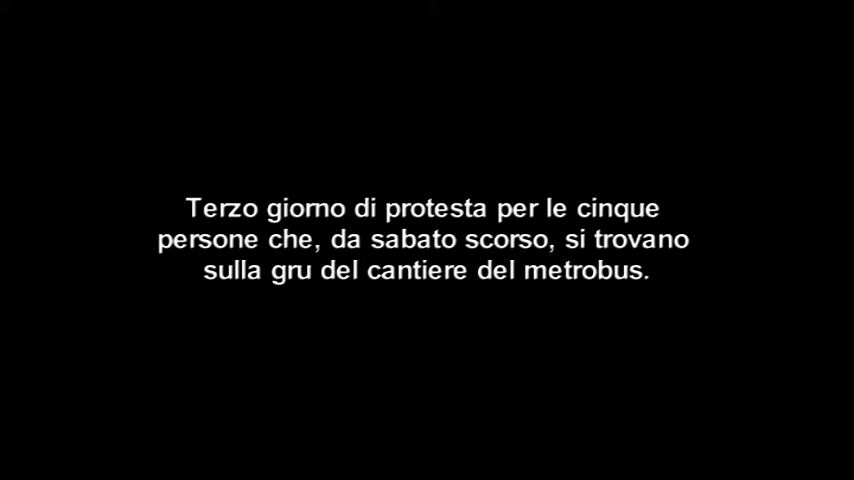 Terzo giorno di protesta per le cinque
persone che, da sabato scorso, si trovano
sulla gru del cantiere del metrobus.